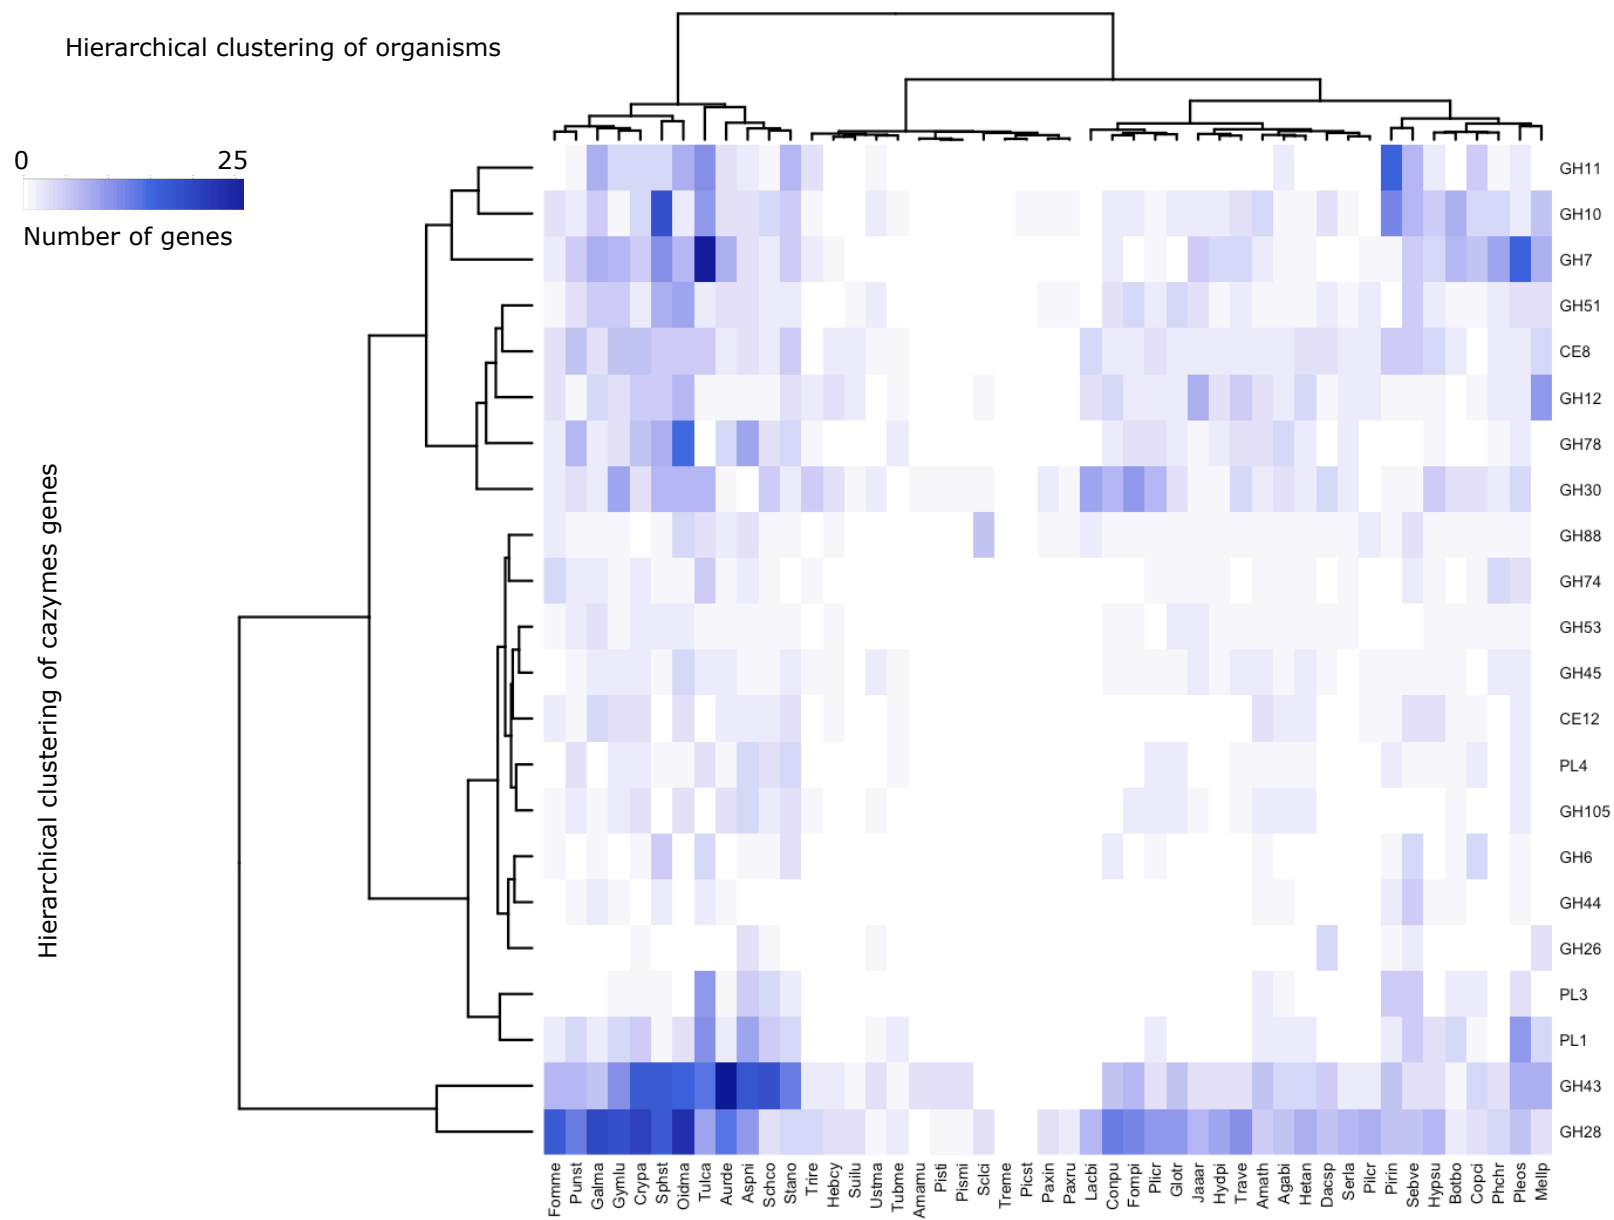 Hierarchical clustering of organisms
0 25
Number of genes
Hierarchical clustering of cazymes genes
GH11
GH10
GH7
GH51
CE8
GH12
GH78
GH30
GH88
GH74
GH53
GH45
CE12
PL4
GH105
GH6
GH44
GH26
PL3
PL1
GH43
GH28
Fomme
Punst
Galma
Gymlu
Crypa
Sphst
Oidma
Tulca
Aurde
Aspni
Schco
Stano
Trire
Hebcy
Suilu
Ustma
Tubme
Amamu
Pisti
Pismi
Sclci
Treme
Picst
Paxin
Paxru
Lacbi
Conpu
Fompi
Plicr
Glotr
Jaaar
Hydpi
Trave
Amath
Agabi
Hetan
Dacsp
Serla
Pilcr
Pirin
Sebve
Hypsu
Botbo
Copci
Phchr
Pleos
Mellp